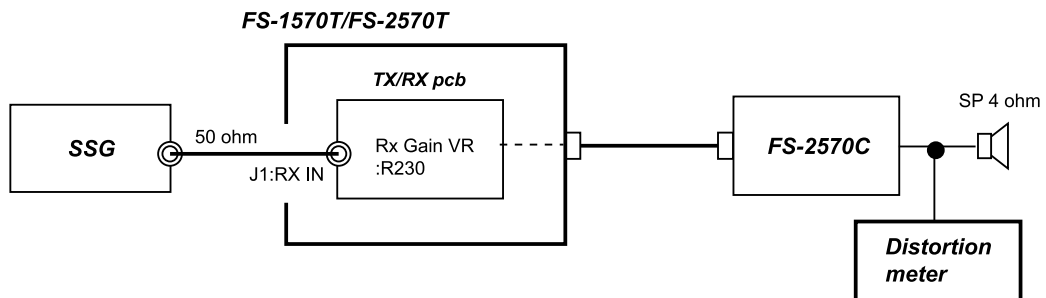 FS-1570T/FS-2570T
TX/RX pcb
SP 4 ohm
50 ohm
SSG
Rx Gain VR
:R230
FS-2570C
J1:RX IN
Distortion
meter